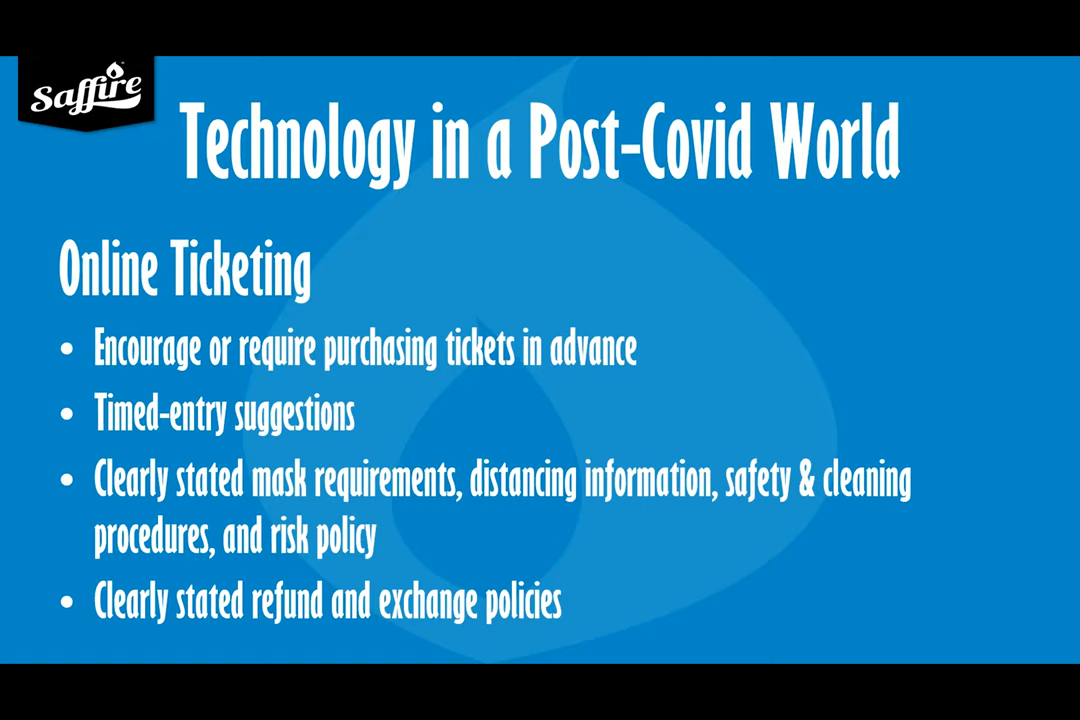 Saffire
Technology in a Post-Covid World
Online Ticketing
• Encourage or require purchasing tickets in advance
• Timed-entry suggestions
• Clearly stated mask requirements, distancing information, safety & cleaning
procedures, and risk policy
• Clearly stated refund and exchange policies